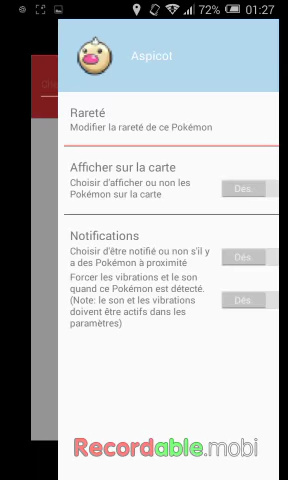 72% 01:27
Aspicot
Rareté
Modifier la rareté de ce Pokémon
Afficher sur la carte
Choisir d'afficher ou non les
Pokémon sur la carte
Dés
Notifications
Choisir d'être notifié ou non s'il y
a des Pokémon à proximité
Dés
Forcer les vibrations et le son
quand ce Pokémon est détecté.
(Note: le son et les vibrations
doivent être actifs dans les
paramètres)
Dés
Recordable.mobi